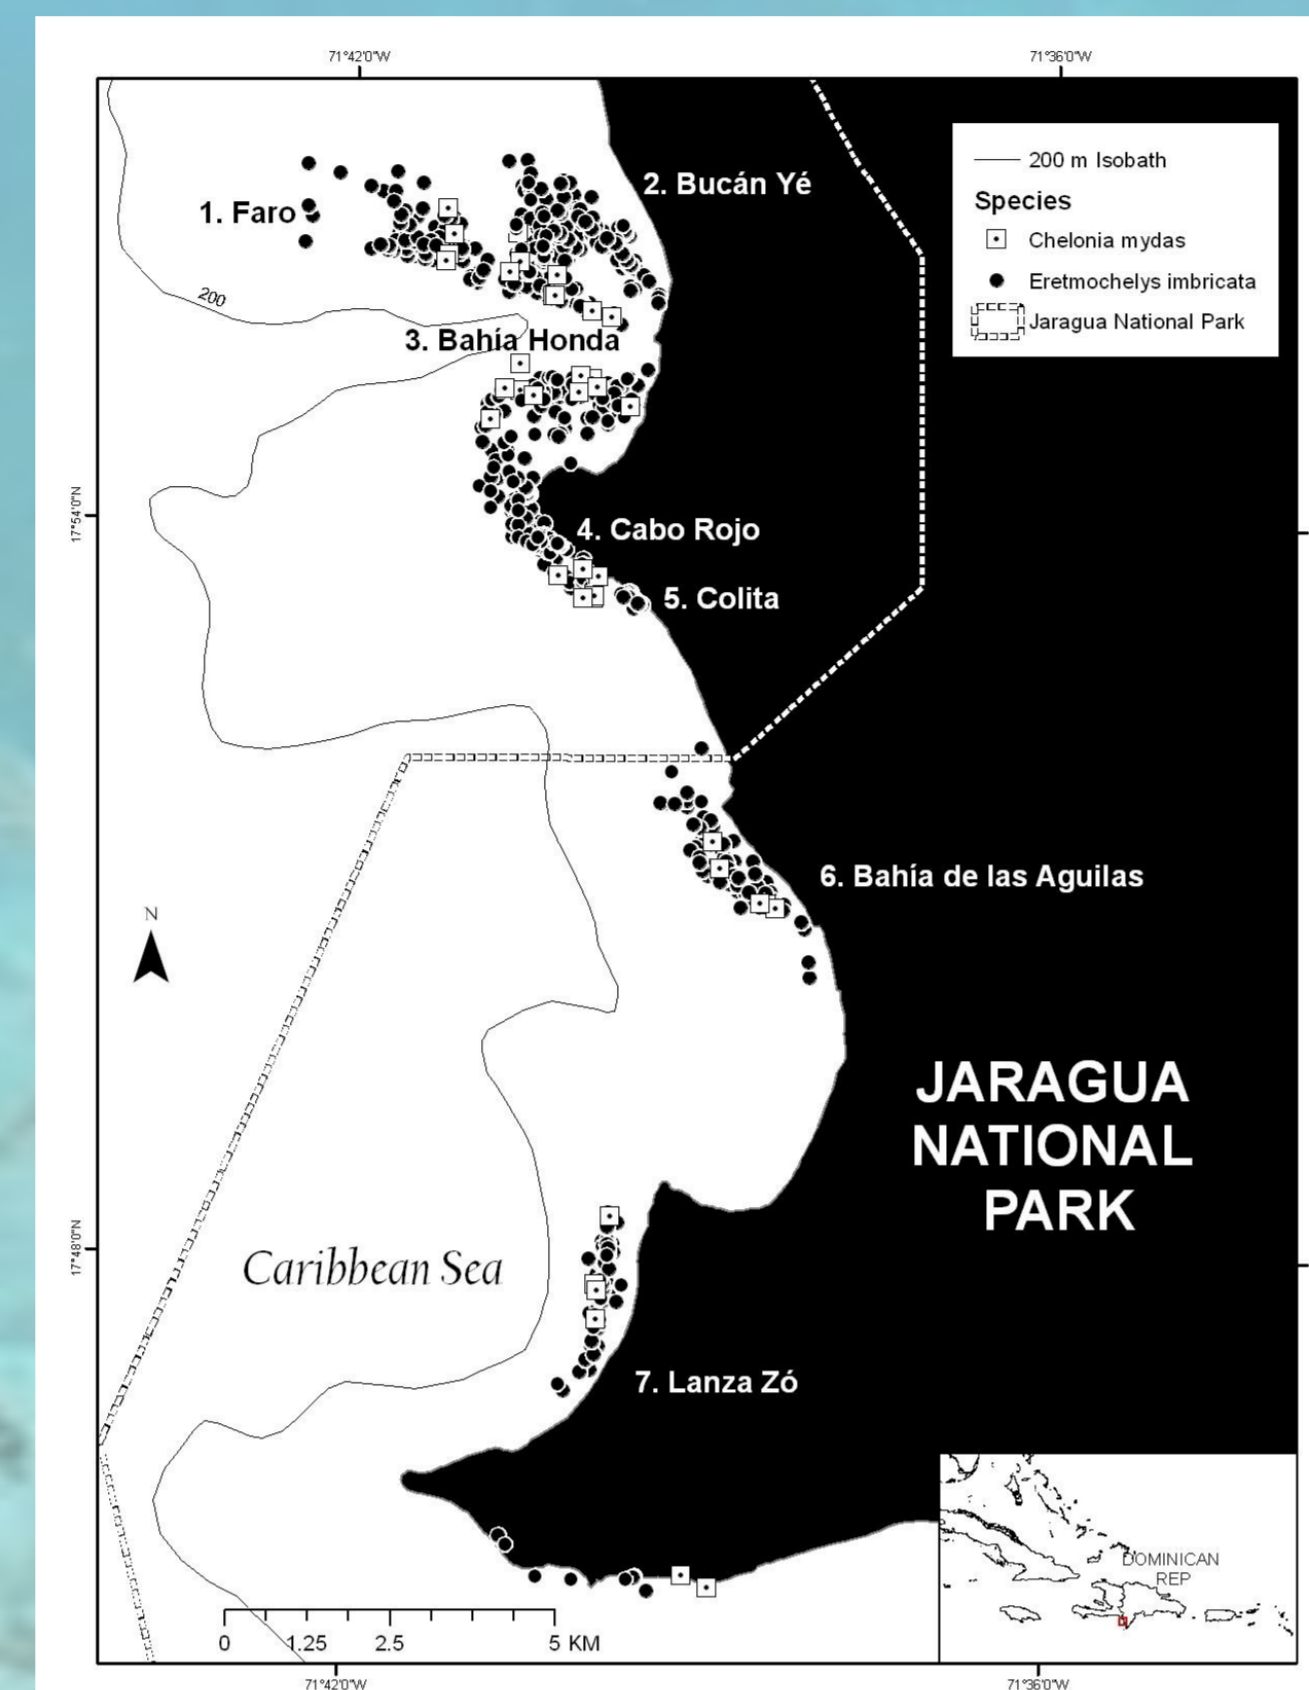 71°42'0"W
71°36'0"W
200 m Isobath
Species
Chelonia mydas
Eretmochelys imbricata
Jaragua National Park
2. Bucán Yé
1. Faro
200
3. Bahía Honda
17°54'0"N
4. Cabo Rojo
5. Colita
6. Bahía de las Aguilas
N
JARAGUA
NATIONAL
PARK
17°48'0"N
Caribbean Sea
7. Lanza Zó
DOMINICAN
REP
0 1.25 2.5 5 KM
71°42'0"W
71°36'0"W